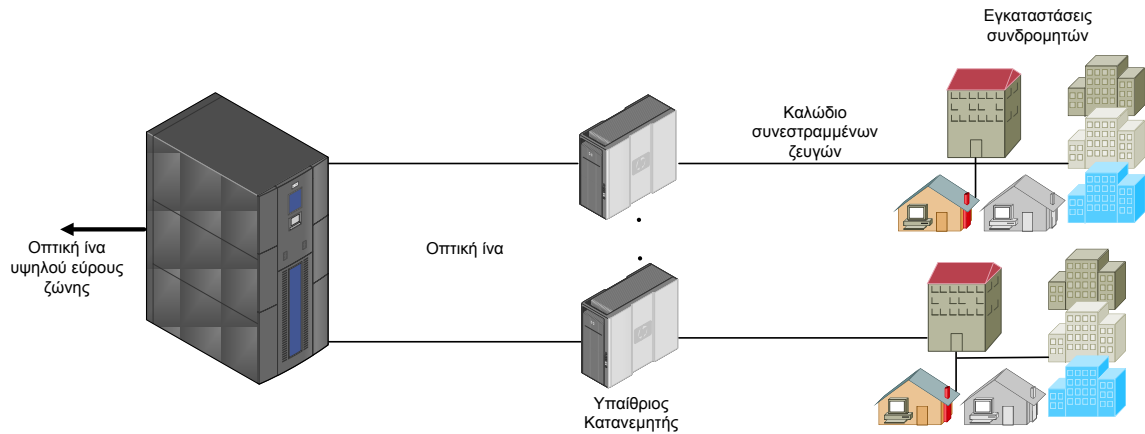 Εγκαταστάσεις
συνδρομητών
Καλώδιο
συνεστραμμένων
ζευγών
Οπτική ίνα
υψηλού εύρους
ζώνης
Οπτική ίνα
Υπαίθριος
Κατανεμητής